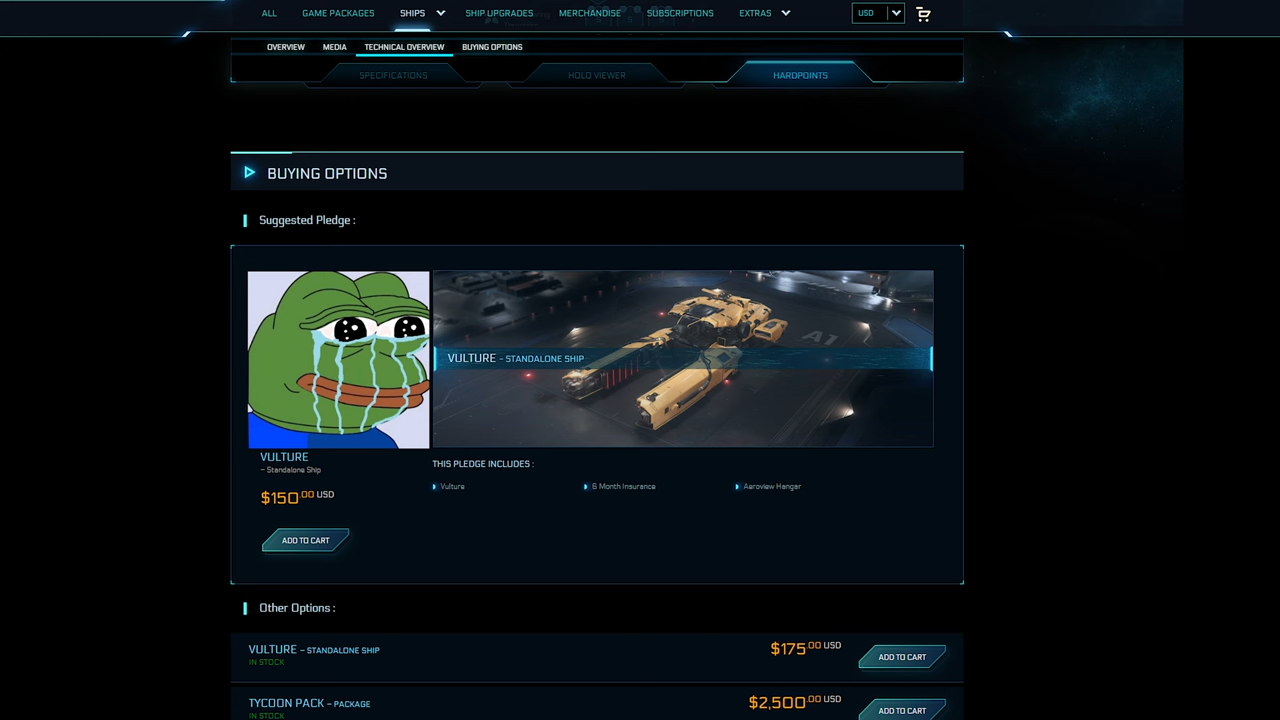 ALL GAME PACKAGES SHIPS SHIP UPGRADES MERCHANDISE SUBSCRIPTIONS EXTRAS USD
OVERVIEW MEDIA TECHNICAL OVERVIEW BUYING OPTIONS
SPECIFICATIONS HOLO VIEWER HARDPOINTS
BUYING OPTIONS
Suggested Pledge :
A1
VULTURE - STANDALONE SHIP
VULTURE
- Standalone Ship
$150.00 USD
ADD TO CART
THIS PLEDGE INCLUDES :
Vulture 6 Month Insurance Aeroview Hangar
Other Options :
VULTURE - STANDALONE SHIP
IN STOCK
$175.00 USD
ADD TO CART
TYCOON PACK - PACKAGE
IN STOCK
$2,500.00 USD
ADD TO CART